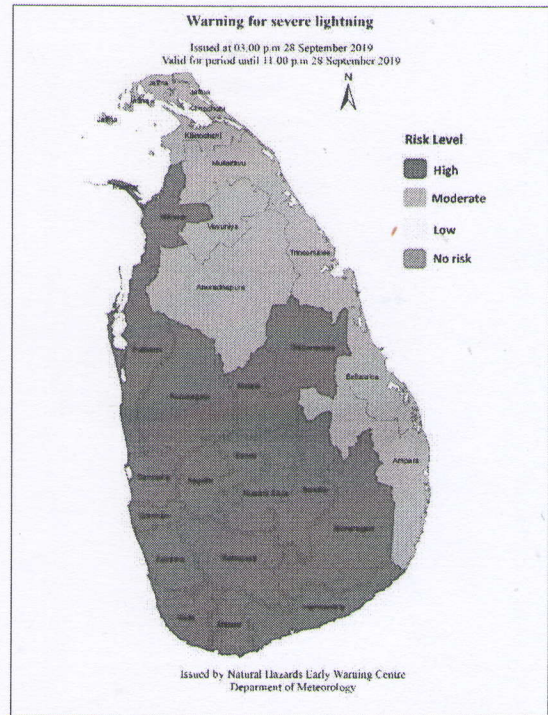 Warning for severe lightning
Issued at 03.00 p.m 28 September 2019
Valid for period until 11.00 p.m 28 September 2019
N
Jaffna
Kilinochchi
Mullaitivu
Risk Level
High
Moderate
Low
No risk
Mannar
Vavuniya
Trincomalee
Anuradhapura
Puttalam
Polonnaruwa
Batticaloa
Kurunegala
Matale
Ampara
Kandy
Gampaha
Kegalle
Nuwara Eliya
Badulla
Colombo
Monaragala
Kalutara
Ratnapura
Hambantota
Galle
Matara
Issued by Natural Hazards Early Warning Centre
Deparment of Meteorology